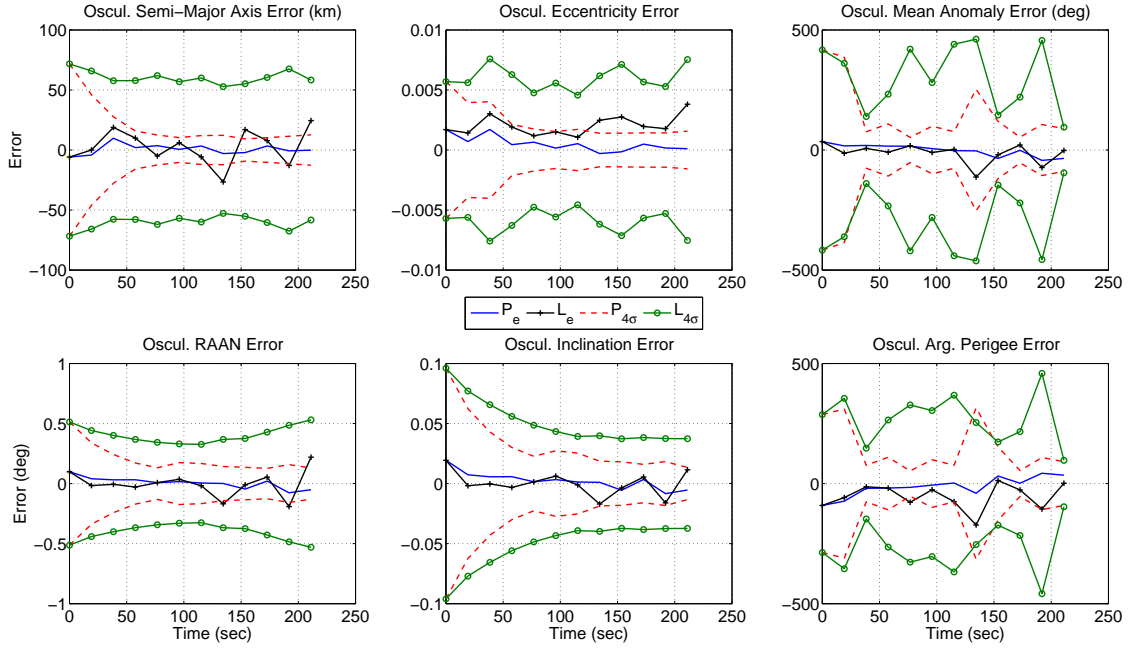 Oscul. Semi−Major Axis Error (km)
Oscul. Eccentricity Error
Oscul. Mean Anomaly Error (deg)
Error
100
50
0
−50
−100
0 50 100 150 200 250
0.01
0.005
0
−0.005
−0.01
0 50 100 150 200 250
500
0
−500
0 50 100 150 200 250
P_e L_e P_4σ L_4σ
Oscul. RAAN Error
Oscul. Inclination Error
Oscul. Arg. Perigee Error
Error (deg)
1
0.5
0
−0.5
−1
0 50 100 150 200 250
Time (sec)
0.1
0.05
0
−0.05
−0.1
0 50 100 150 200 250
Time (sec)
500
0
−500
0 50 100 150 200 250
Time (sec)